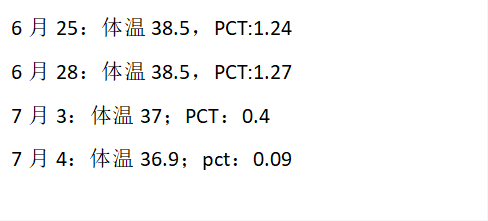 6 月 25：体温 38.5，PCT:1.24
6 月 28：体温 38.5，PCT:1.27
7 月 3：体温 37；PCT：0.4
7 月 4：体温 36.9；pct：0.09